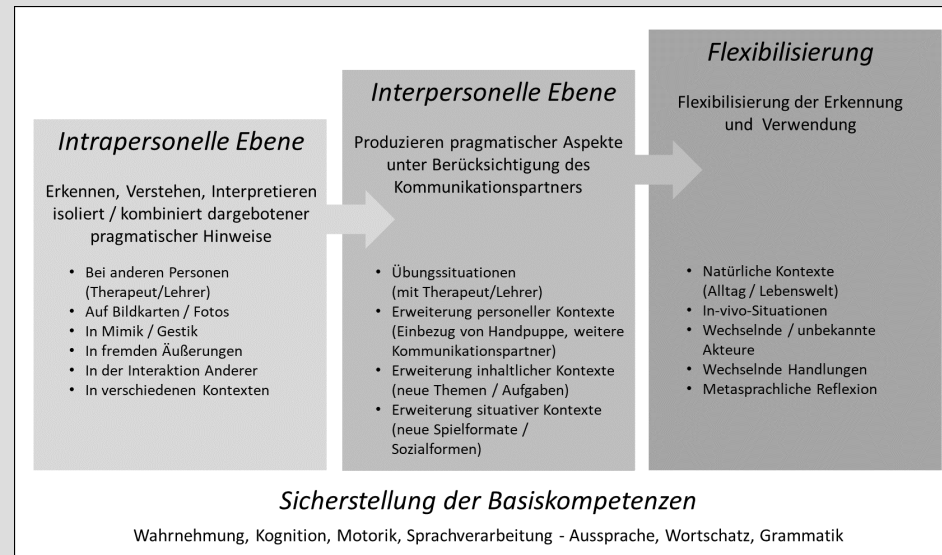 Intrapersonelle Ebene
Erkennen, Verstehen, Interpretieren
isoliert / kombiniert dargebotener
pragmatischer Hinweise
• Bei anderen Personen
(Therapeut/Lehrer)
• Auf Bildkarten / Fotos
• In Mimik / Gestik
• In fremden Äußerungen
• In der Interaktion Anderer
• In verschiedenen Kontexten
Interpersonelle Ebene
Produzieren pragmatischer Aspekte
unter Berücksichtigung des
Kommunikationspartners
• Übungssituationen
(mit Therapeut/Lehrer)
• Erweiterung personeller Kontexte
(Einbezug von Handpuppe, weitere
Kommunikationspartner)
• Erweiterung inhaltlicher Kontexte
(neue Themen / Aufgaben)
• Erweiterung situativer Kontexte
(neue Spielformate /
Sozialformen)
Flexibilisierung
Flexibilisierung der Erkennung
und Verwendung
• Natürliche Kontexte
(Alltag / Lebenswelt)
• In-vivo-Situationen
• Wechselnde / unbekannte
Akteure
• Wechselnde Handlungen
• Metasprachliche Reflexion
Sicherstellung der Basiskompetenzen
Wahrnehmung, Kognition, Motorik, Sprachverarbeitung - Aussprache, Wortschatz, Grammatik